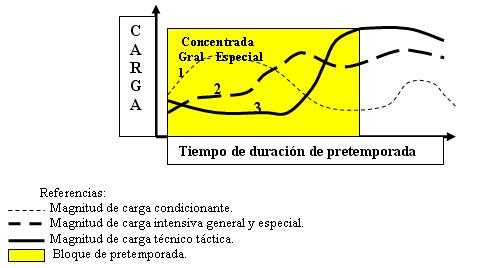 CARGA
Concentrada
Gral - Especial
1
2
3
Tiempo de duración de pretemporada
Referencias:
Magnitud de carga condicionante.
Magnitud de carga intensiva general y especial.
Magnitud de carga técnico táctica.
Bloque de pretemporada.